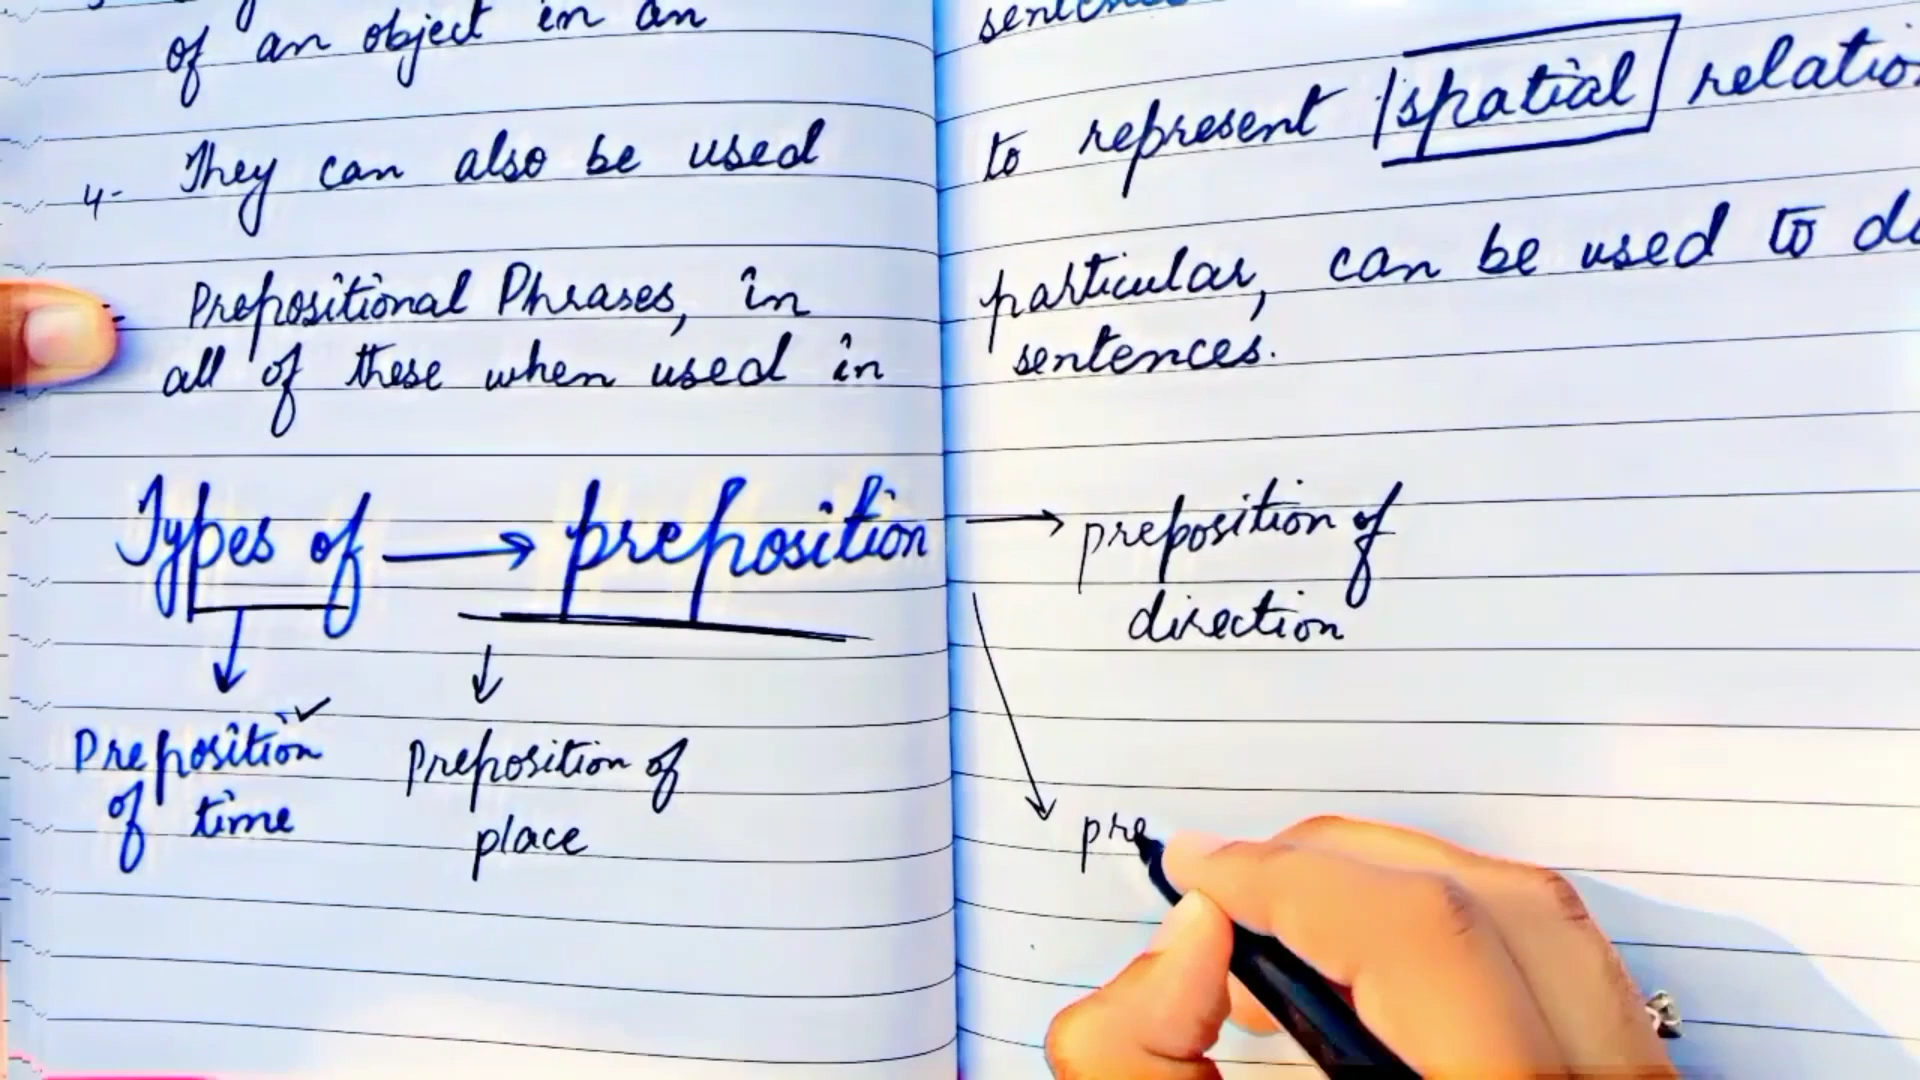 of an object in an
4- They can also be used to represent spatial
Prepositional Phrases, in particular, can be used to
all of these when used in sentences.
Types of → preposition → preposition of
direction
Preposition Preposition of
of time place
pre